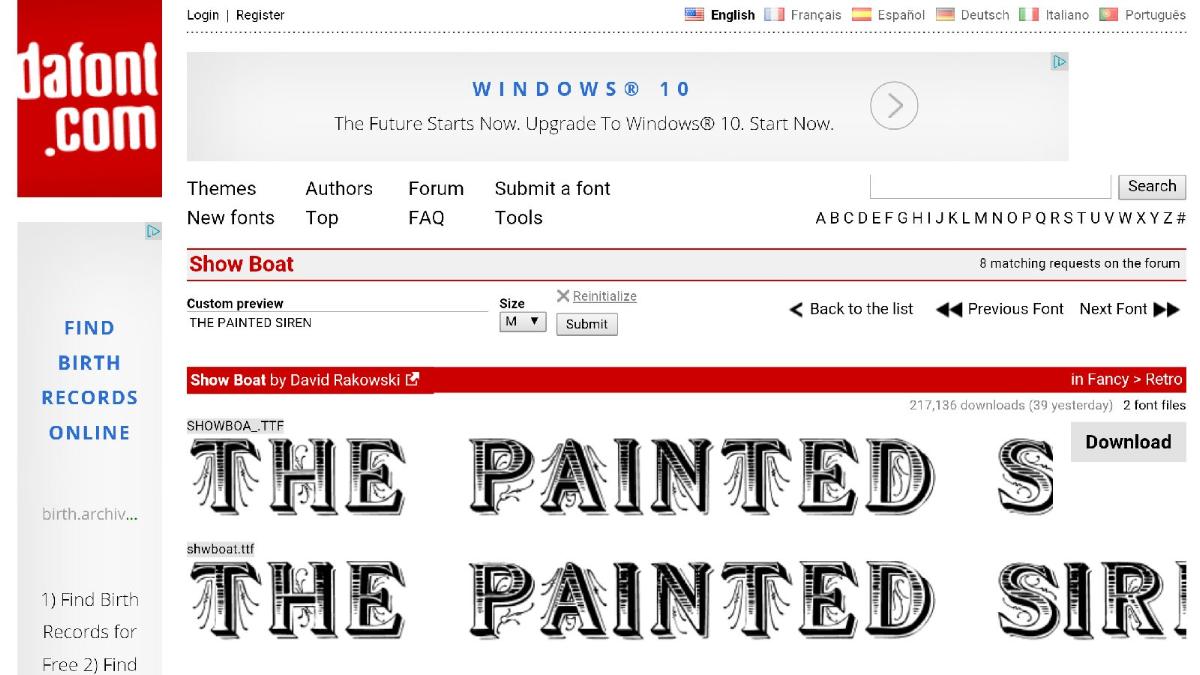 dafont
.com
Login | Register
English Français Español Deutsch Italiano Português
WINDOWS® 10
The Future Starts Now. Upgrade To Windows® 10. Start Now.
Themes Authors Forum Submit a font
Search
New fonts Top FAQ Tools
A B C D E F G H I J K L M N O P Q R S T U V W X Y Z #
Show Boat
8 matching requests on the forum
Custom preview
THE PAINTED SIREN
Size
M
Reinitialize
Submit
Back to the list Previous Font Next Font
Show Boat by David Rakowski
in Fancy > Retro
217,136 downloads (39 yesterday) 2 font files
SHOWBOA_.TTF
Download
THE PAINTED S
shwboat.ttf
THE PAINTED SIR
FIND
BIRTH
RECORDS
ONLINE
birth.archiv...
1) Find Birth
Records for
Free 2) Find